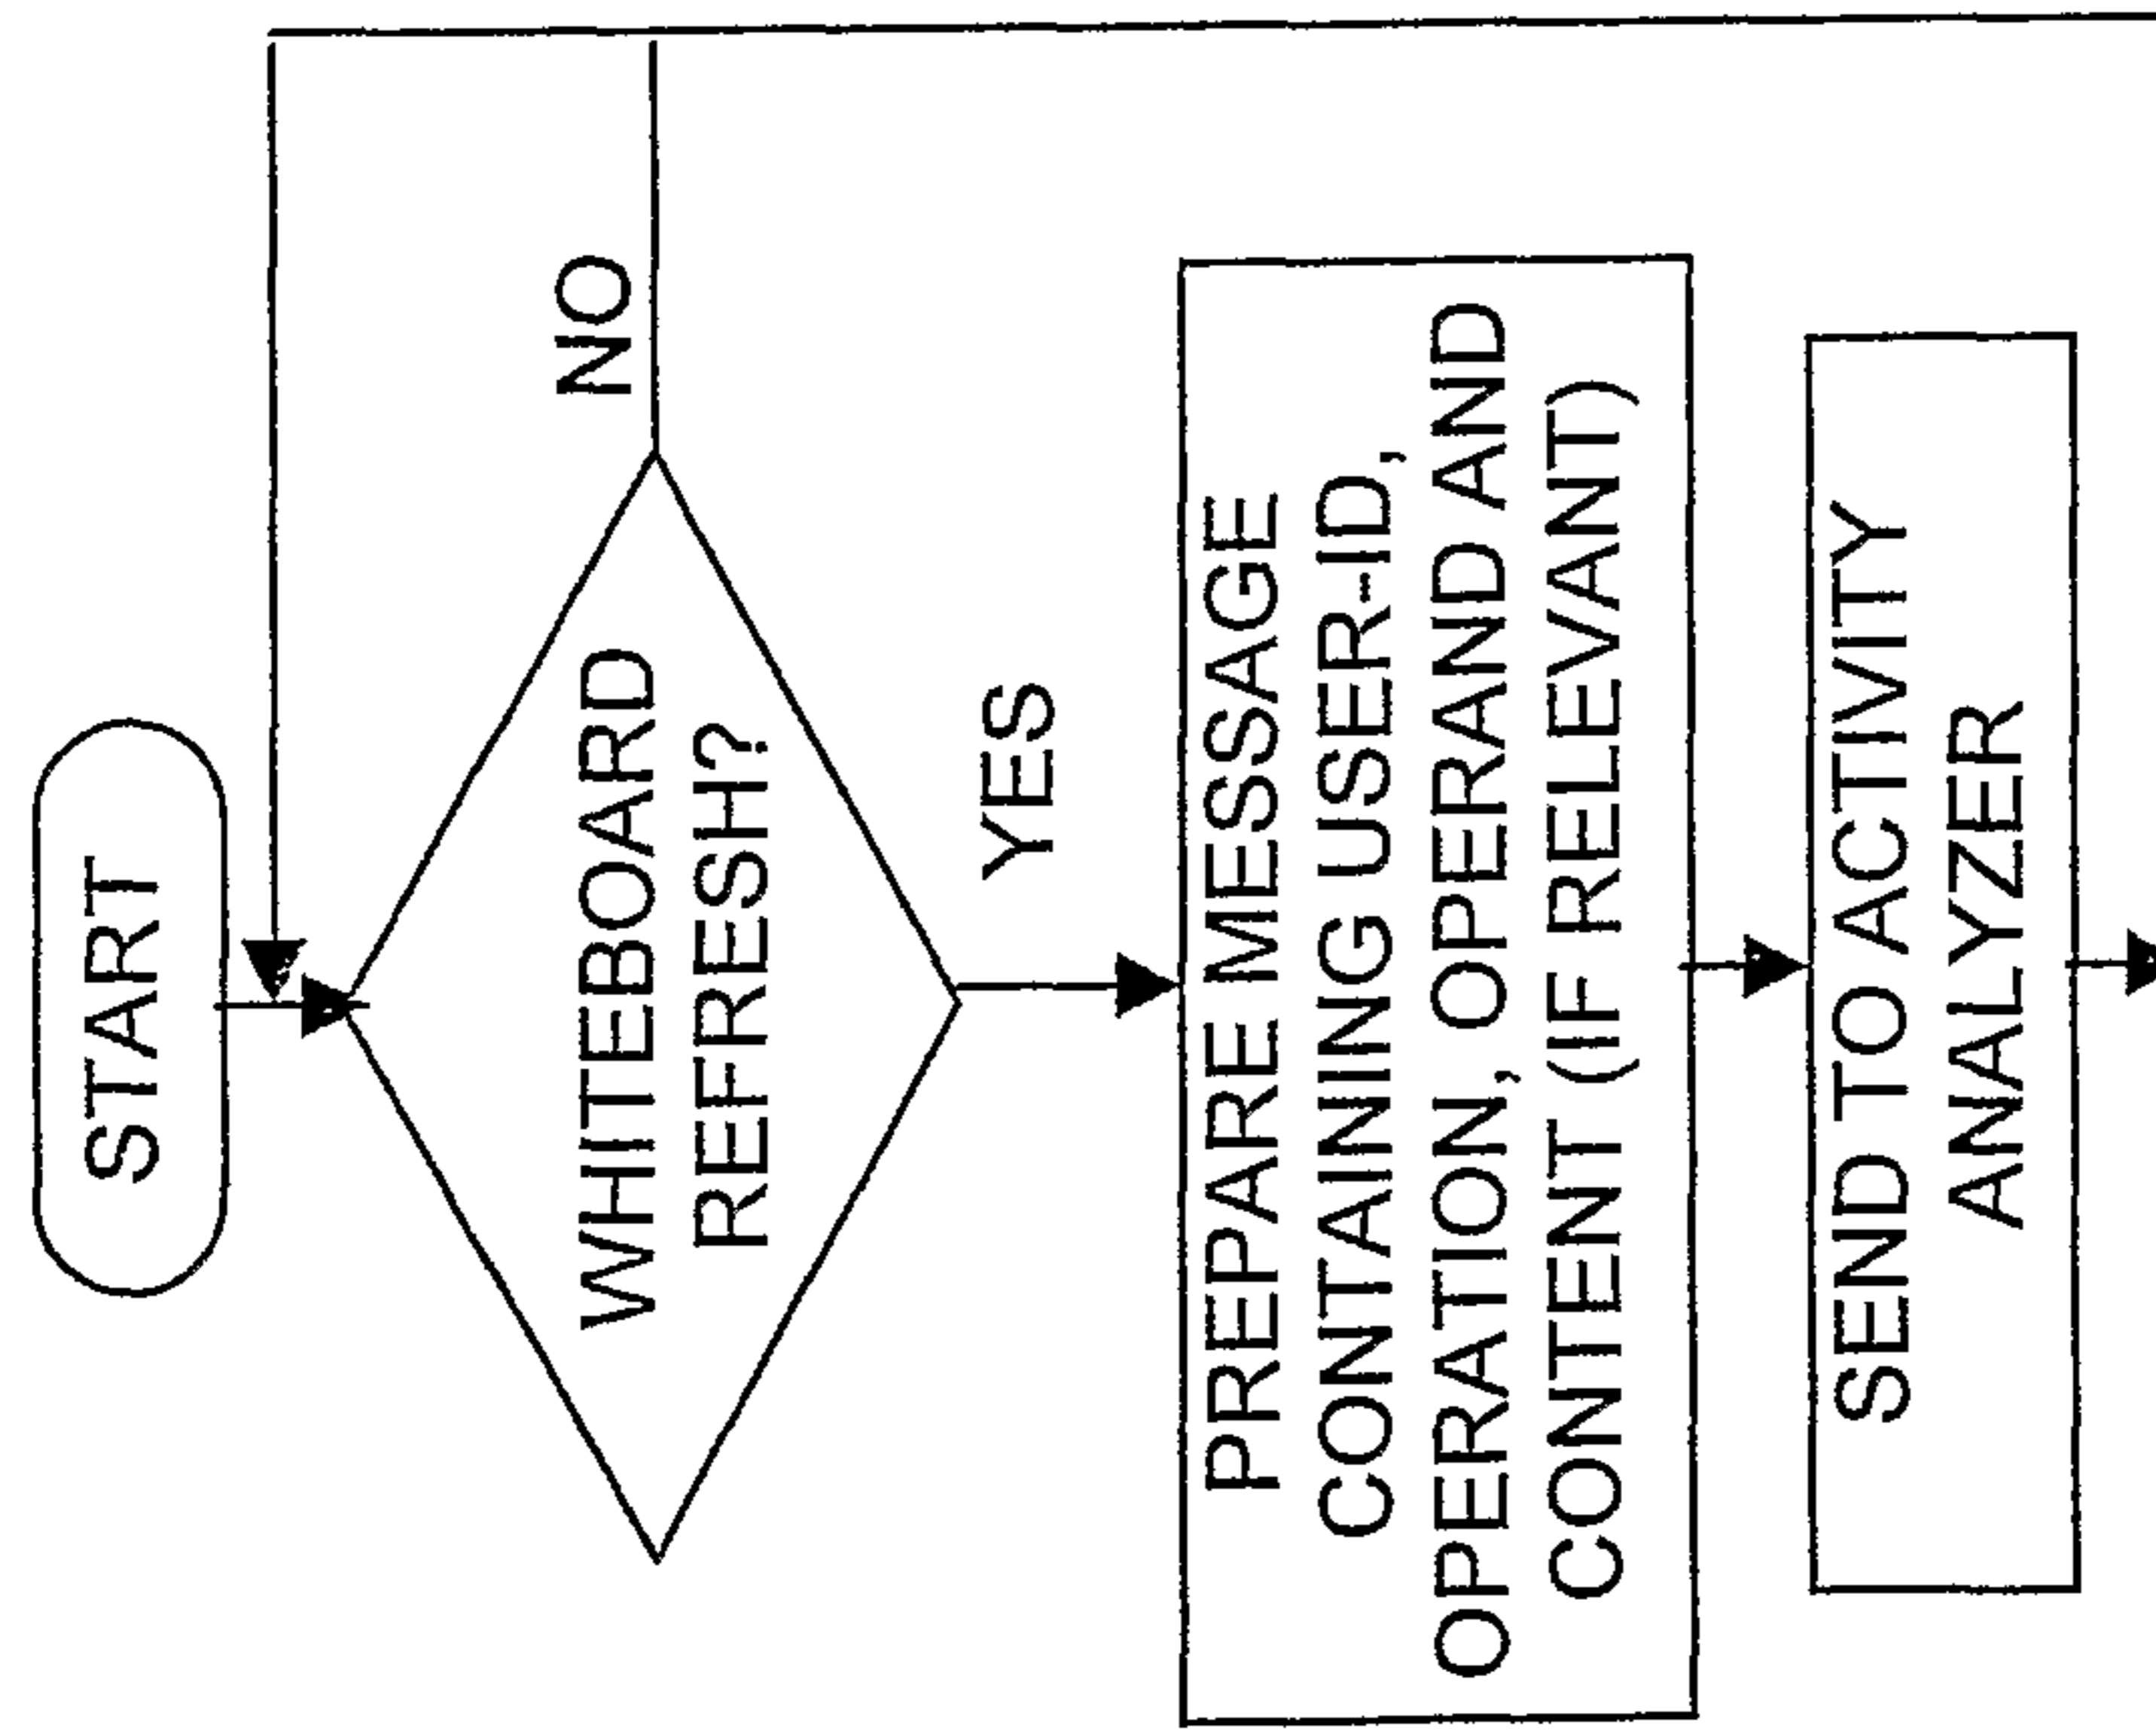 START
WHITEBOARD
REFRESH?
NO
YES
PREPARE MESSAGE
CONTAINING USER-ID,
OPERATION, OPERAND AND
CONTENT (IF RELEVANT)
SEND TO ACTIVITY
ANALYZER